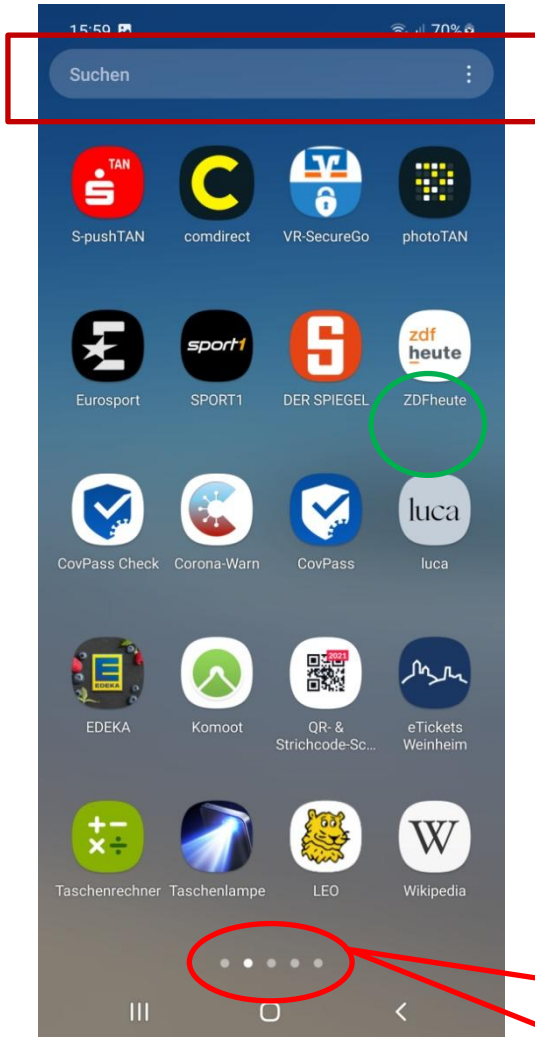 15:59 70%
Suchen
TAN
S-pushTAN comdirect VR-SecureGo photoTAN
sport1
zdf
heute
Eurosport SPORT1 DER SPIEGEL ZDFheute
luca
CovPass Check Corona-Warn CovPass luca
2021
EDEKA
EDEKA Komoot QR- & eTickets
Strichcode-Sc... Weinheim
W
Taschenrechner Taschenlampe LEO Wikipedia